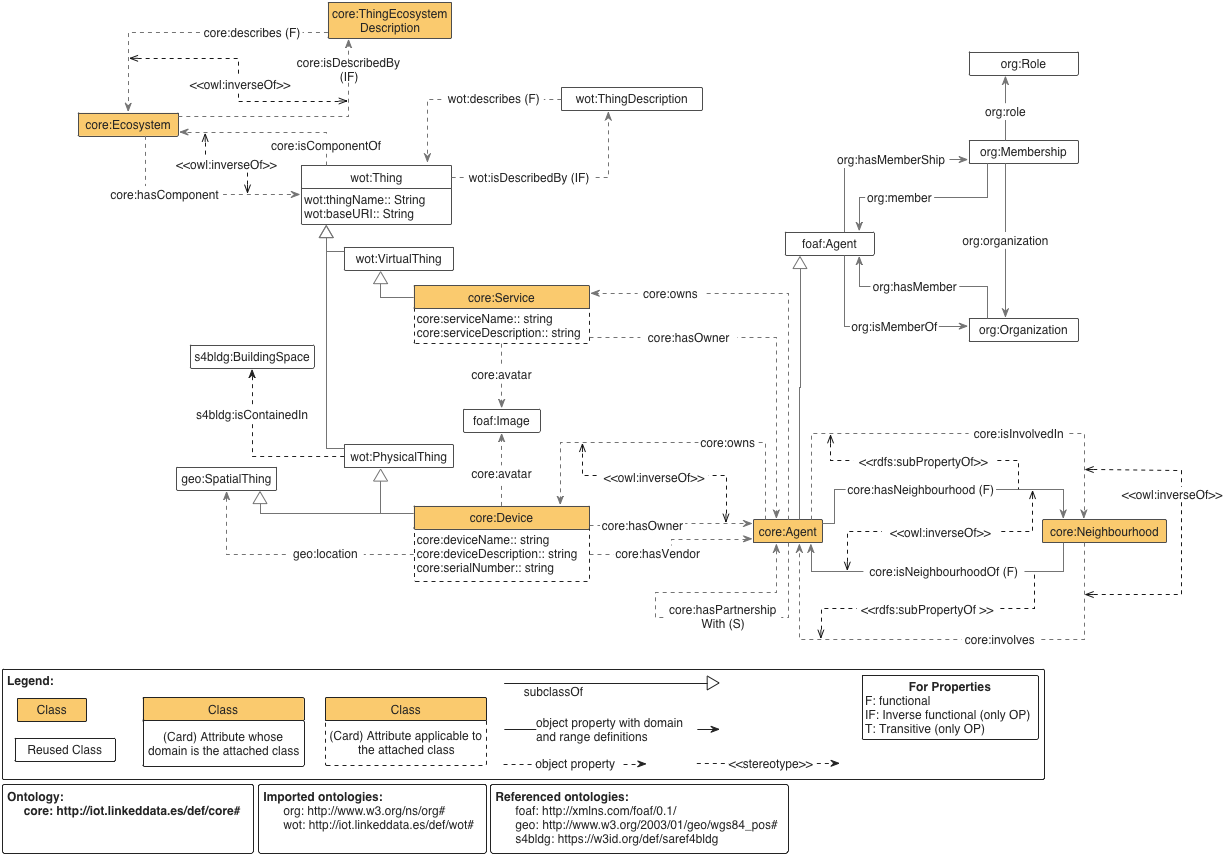 core:ThingEcosystem
Description
core:describes (F)
core:isDescribedBy
(IF)
<<owl:inverseOf>>
core:Ecosystem
wot:describes (F)
wot:ThingDescription
core:isComponentOf
<<owl:inverseOf>>
core:hasComponent
wot:Thing
wot:thingName:: String
wot:baseURI:: String
wot:isDescribedBy (IF)
org:Role
org:role
org:Membership
org:hasMemberShip
org:member
foaf:Agent
org:organization
org:hasMember
org:isMemberOf
org:Organization
wot:VirtualThing
core:Service
core:serviceName:: string
core:serviceDescription:: string
core:owns
core:hasOwner
s4bldg:BuildingSpace
core:avatar
s4bldg:isContainedIn
foaf:Image
wot:PhysicalThing
core:owns
core:isInvolvedIn
<<rdfs:subPropertyOf>>
geo:SpatialThing
core:avatar
<<owl:inverseOf>>
core:hasNeighbourhood (F)
<<owl:inverseOf>>
core:Device
core:deviceName:: string
core:deviceDescription:: string
core:serialNumber:: string
core:hasOwner
core:Agent
<<owl:inverseOf>>
core:Neighbourhood
geo:location
core:hasVendor
core:isNeighbourhoodOf (F)
core:hasPartnership
With (S)
<<rdfs:subPropertyOf >>
core:involves
Legend:
Class
Reused Class
Class
(Card) Attribute whose
domain is the attached class
Class
(Card) Attribute applicable to
the attached class
subclassOf
object property with domain
and range definitions
object property
<<stereotype>>
For Properties
F: functional
IF: Inverse functional (only OP)
T: Transitive (only OP)
Ontology:
core: http://iot.linkeddata.es/def/core#
Imported ontologies:
org: http://www.w3.org/ns/org#
wot: http://iot.linkeddata.es/def/wot#
Referenced ontologies:
foaf: http://xmlns.com/foaf/0.1/
geo: http://www.w3.org/2003/01/geo/wgs84_pos#
s4bldg: https://w3id.org/def/saref4bldg